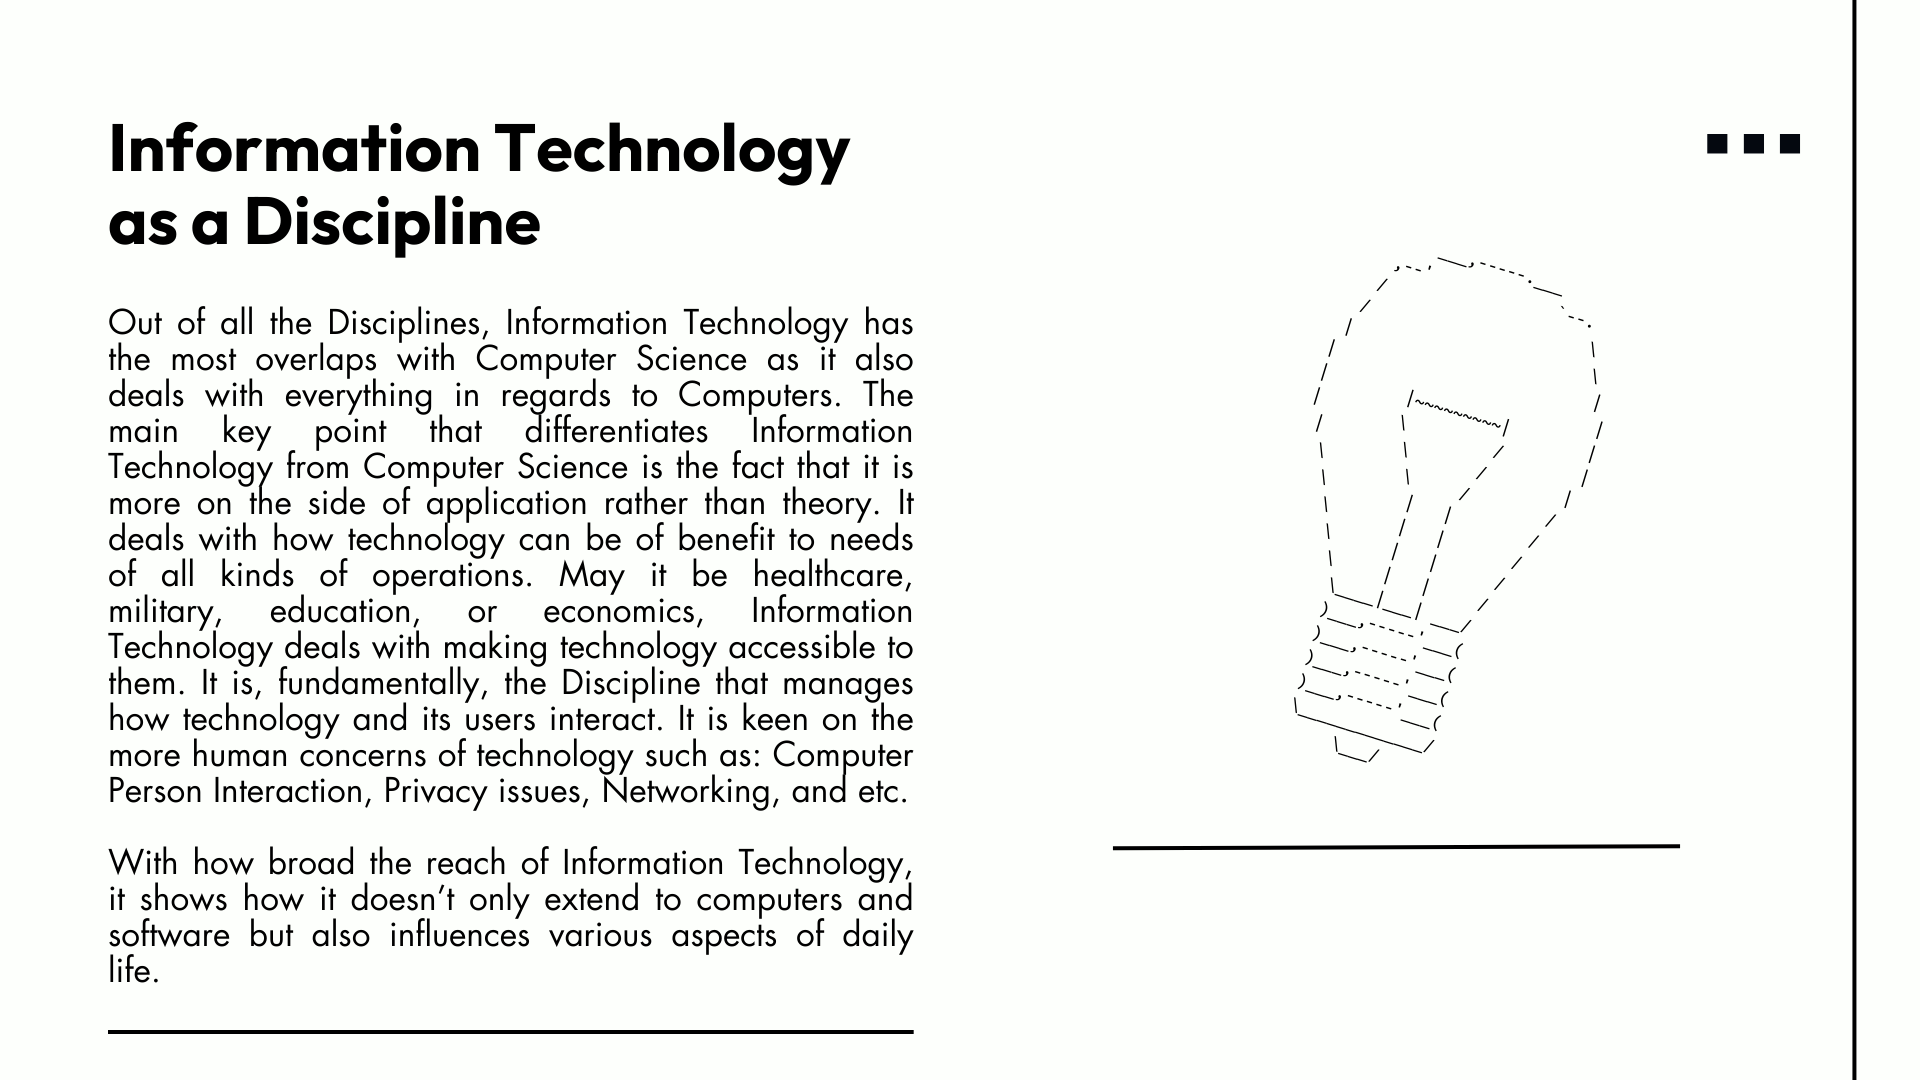 Information Technology
as a Discipline
Out of all the Disciplines, Information Technology has
the most overlaps with Computer Science as it also
deals with everything in regards to Computers. The
main key point that differentiates Information
Technology from Computer Science is the fact that it is
more on the side of application rather than theory. It
deals with how technology can be of benefit to needs
of all kinds of operations. May it be healthcare,
military, education, or economics, Information
Technology deals with making technology accessible to
them. It is, fundamentally, the Discipline that manages
how technology and its users interact. It is keen on the
more human concerns of technology such as: Computer
Person Interaction, Privacy issues, Networking, and etc.
With how broad the reach of Information Technology,
it shows how it doesn’t only extend to computers and
software but also influences various aspects of daily
life.